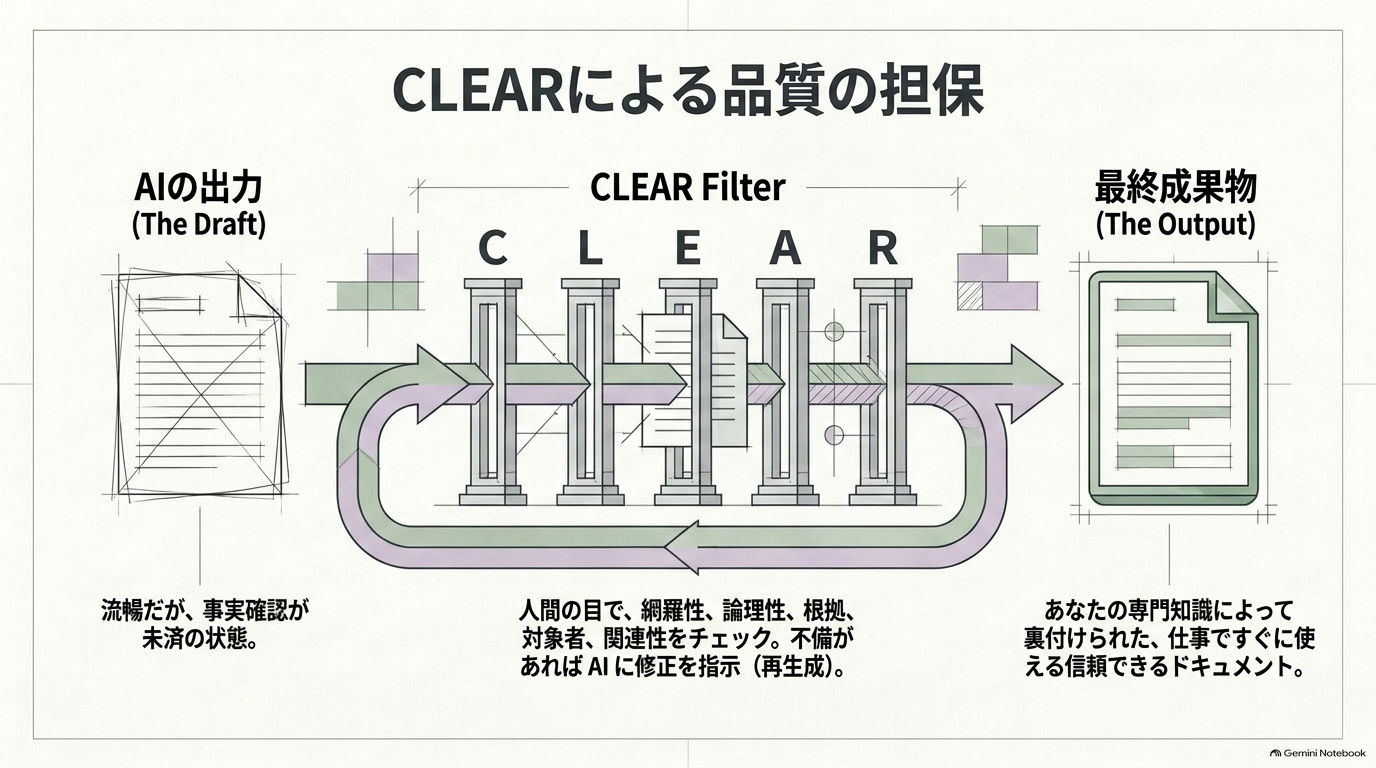 CLEARによる品質の担保
AIの出力
(The Draft)
CLEAR Filter
C L E A R
最終成果物
(The Output)
流暢だが、事実確認が
未済の状態。
人間の目で、網羅性、論理性、根拠、
対象者、関連性をチェック。不備が
あれば AI に修正を指示（再生成）。
あなたの専門知識によって
裏付けられた、仕事ですぐに使
える信頼できるドキュメント。
Gemini Notebook